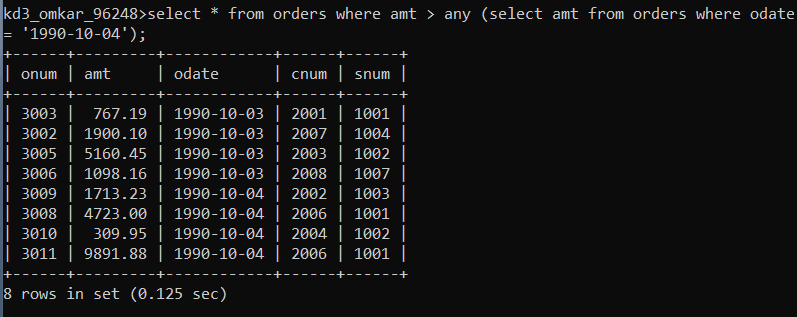 kd3_omkar_96248>select * from orders where amt > any (select amt from orders where odate
= '1990-10-04');
+------+---------+------------+------+------+
| onum | amt     | odate      | cnum | snum |
+------+---------+------------+------+------+
| 3003 |  767.19 | 1990-10-03 | 2001 | 1001 |
| 3002 | 1900.10 | 1990-10-03 | 2007 | 1004 |
| 3005 | 5160.45 | 1990-10-03 | 2003 | 1002 |
| 3006 | 1098.16 | 1990-10-03 | 2008 | 1007 |
| 3009 | 1713.23 | 1990-10-04 | 2002 | 1003 |
| 3008 | 4723.00 | 1990-10-04 | 2006 | 1001 |
| 3010 |  309.95 | 1990-10-04 | 2004 | 1002 |
| 3011 | 9891.88 | 1990-10-04 | 2006 | 1001 |
+------+---------+------------+------+------+
8 rows in set (0.125 sec)